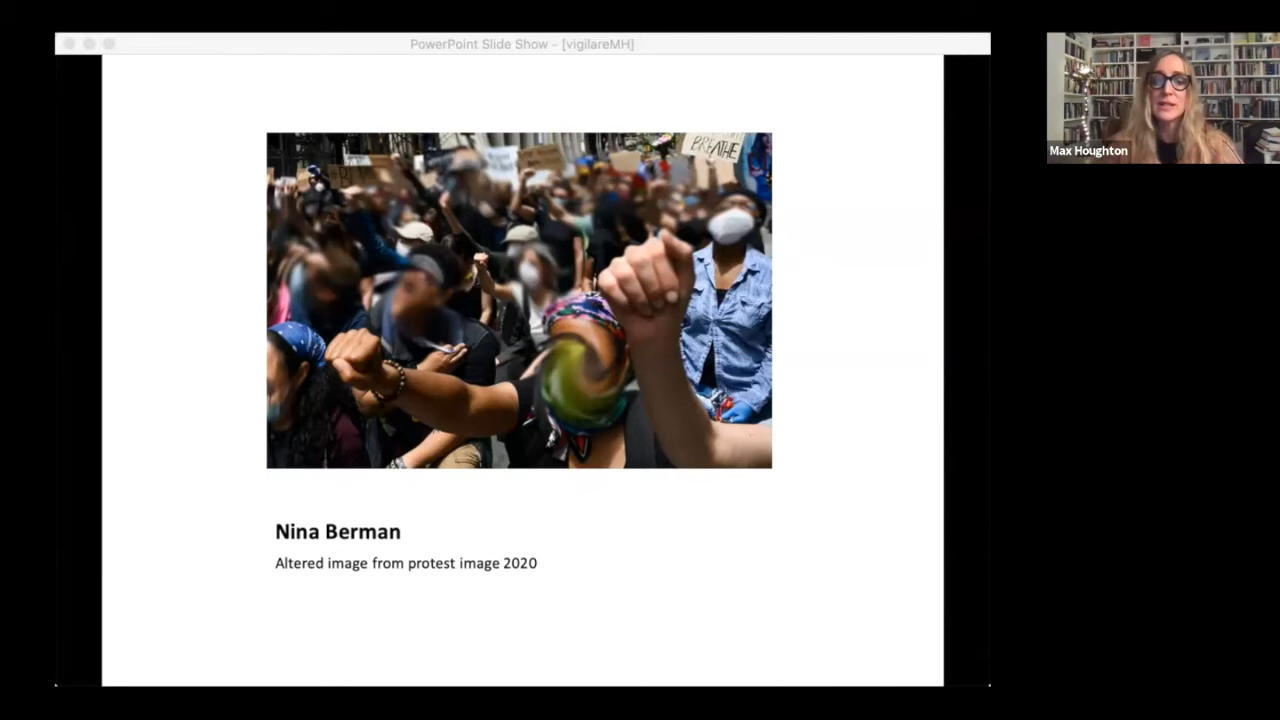 PowerPoint Slide Show - [vigilareMH]
BREATHE
Max Houghton
Nina Berman
Altered image from protest image 2020